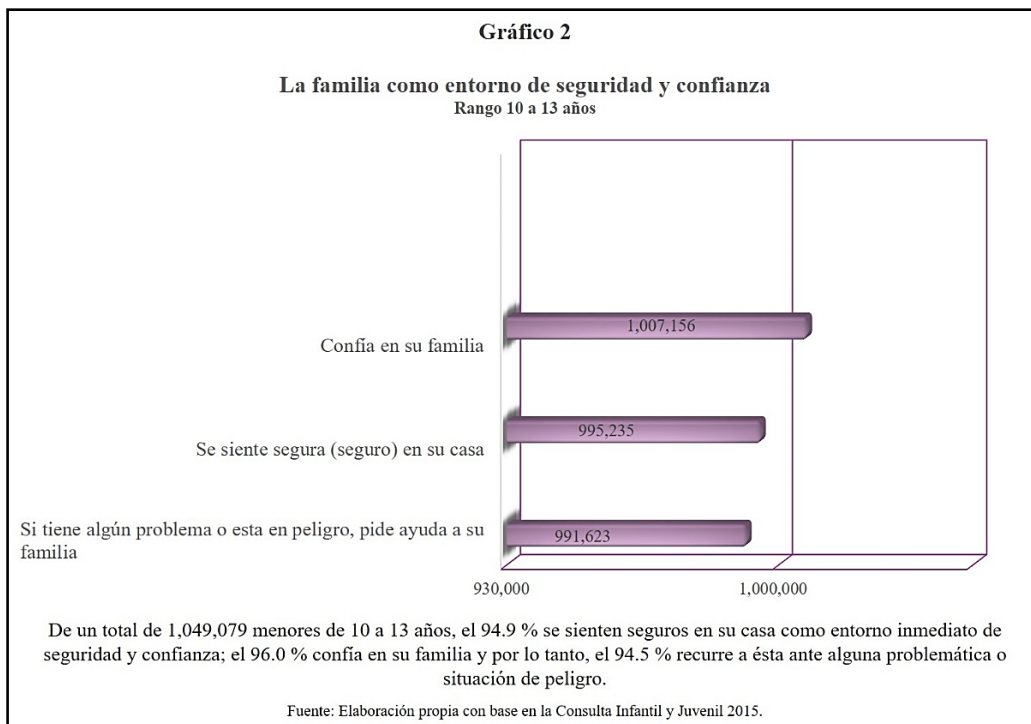 Gráfico 2
La familia como entorno de seguridad y confianza
Rango 10 a 13 años
1,007,156
Confía en su familia
995,235
Se siente segura (seguro) en su casa
Si tiene algún problema o esta en peligro, pide ayuda a su
familia
991,623
930,000
1,000,000
De un total de 1,049,079 menores de 10 a 13 años, el 94.9 % se sienten seguros en su casa como entorno inmediato de
seguridad y confianza; el 96.0 % confía en su familia y por lo tanto, el 94.5 % recurre a ésta ante alguna problemática o
situación de peligro.
Fuente: Elaboración propia con base en la Consulta Infantil y Juvenil 2015.